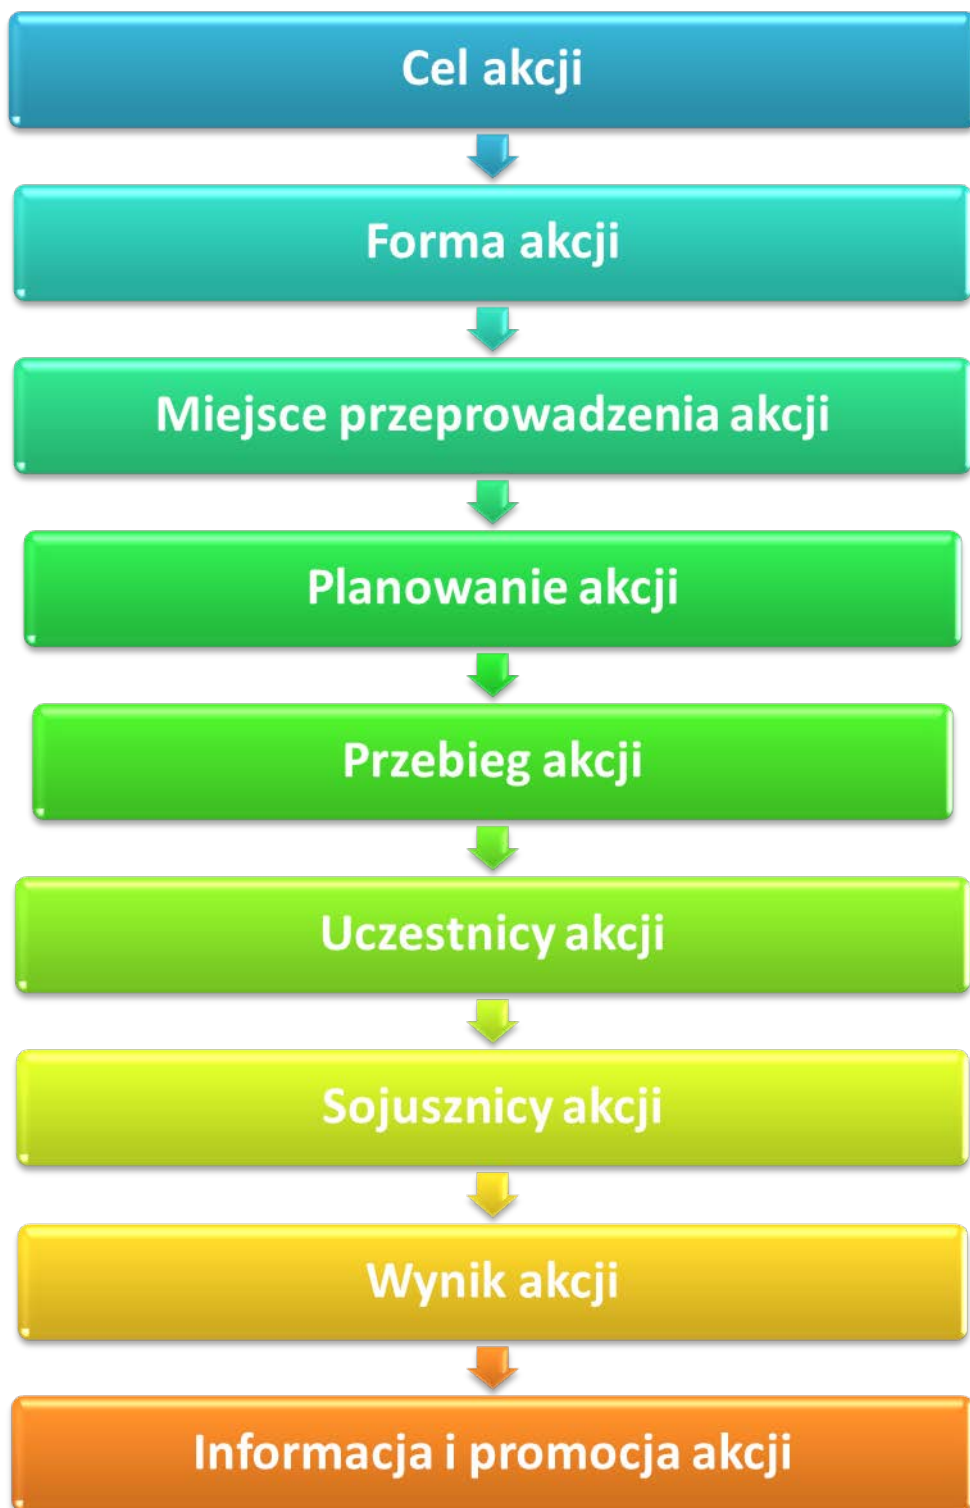 Cel akcji
Forma akcji
Miejsce przeprowadzenia akcji
Planowanie akcji
Przebieg akcji
Uczestnicy akcji
Sojusznicy akcji
Wynik akcji
Informacja i promocja akcji